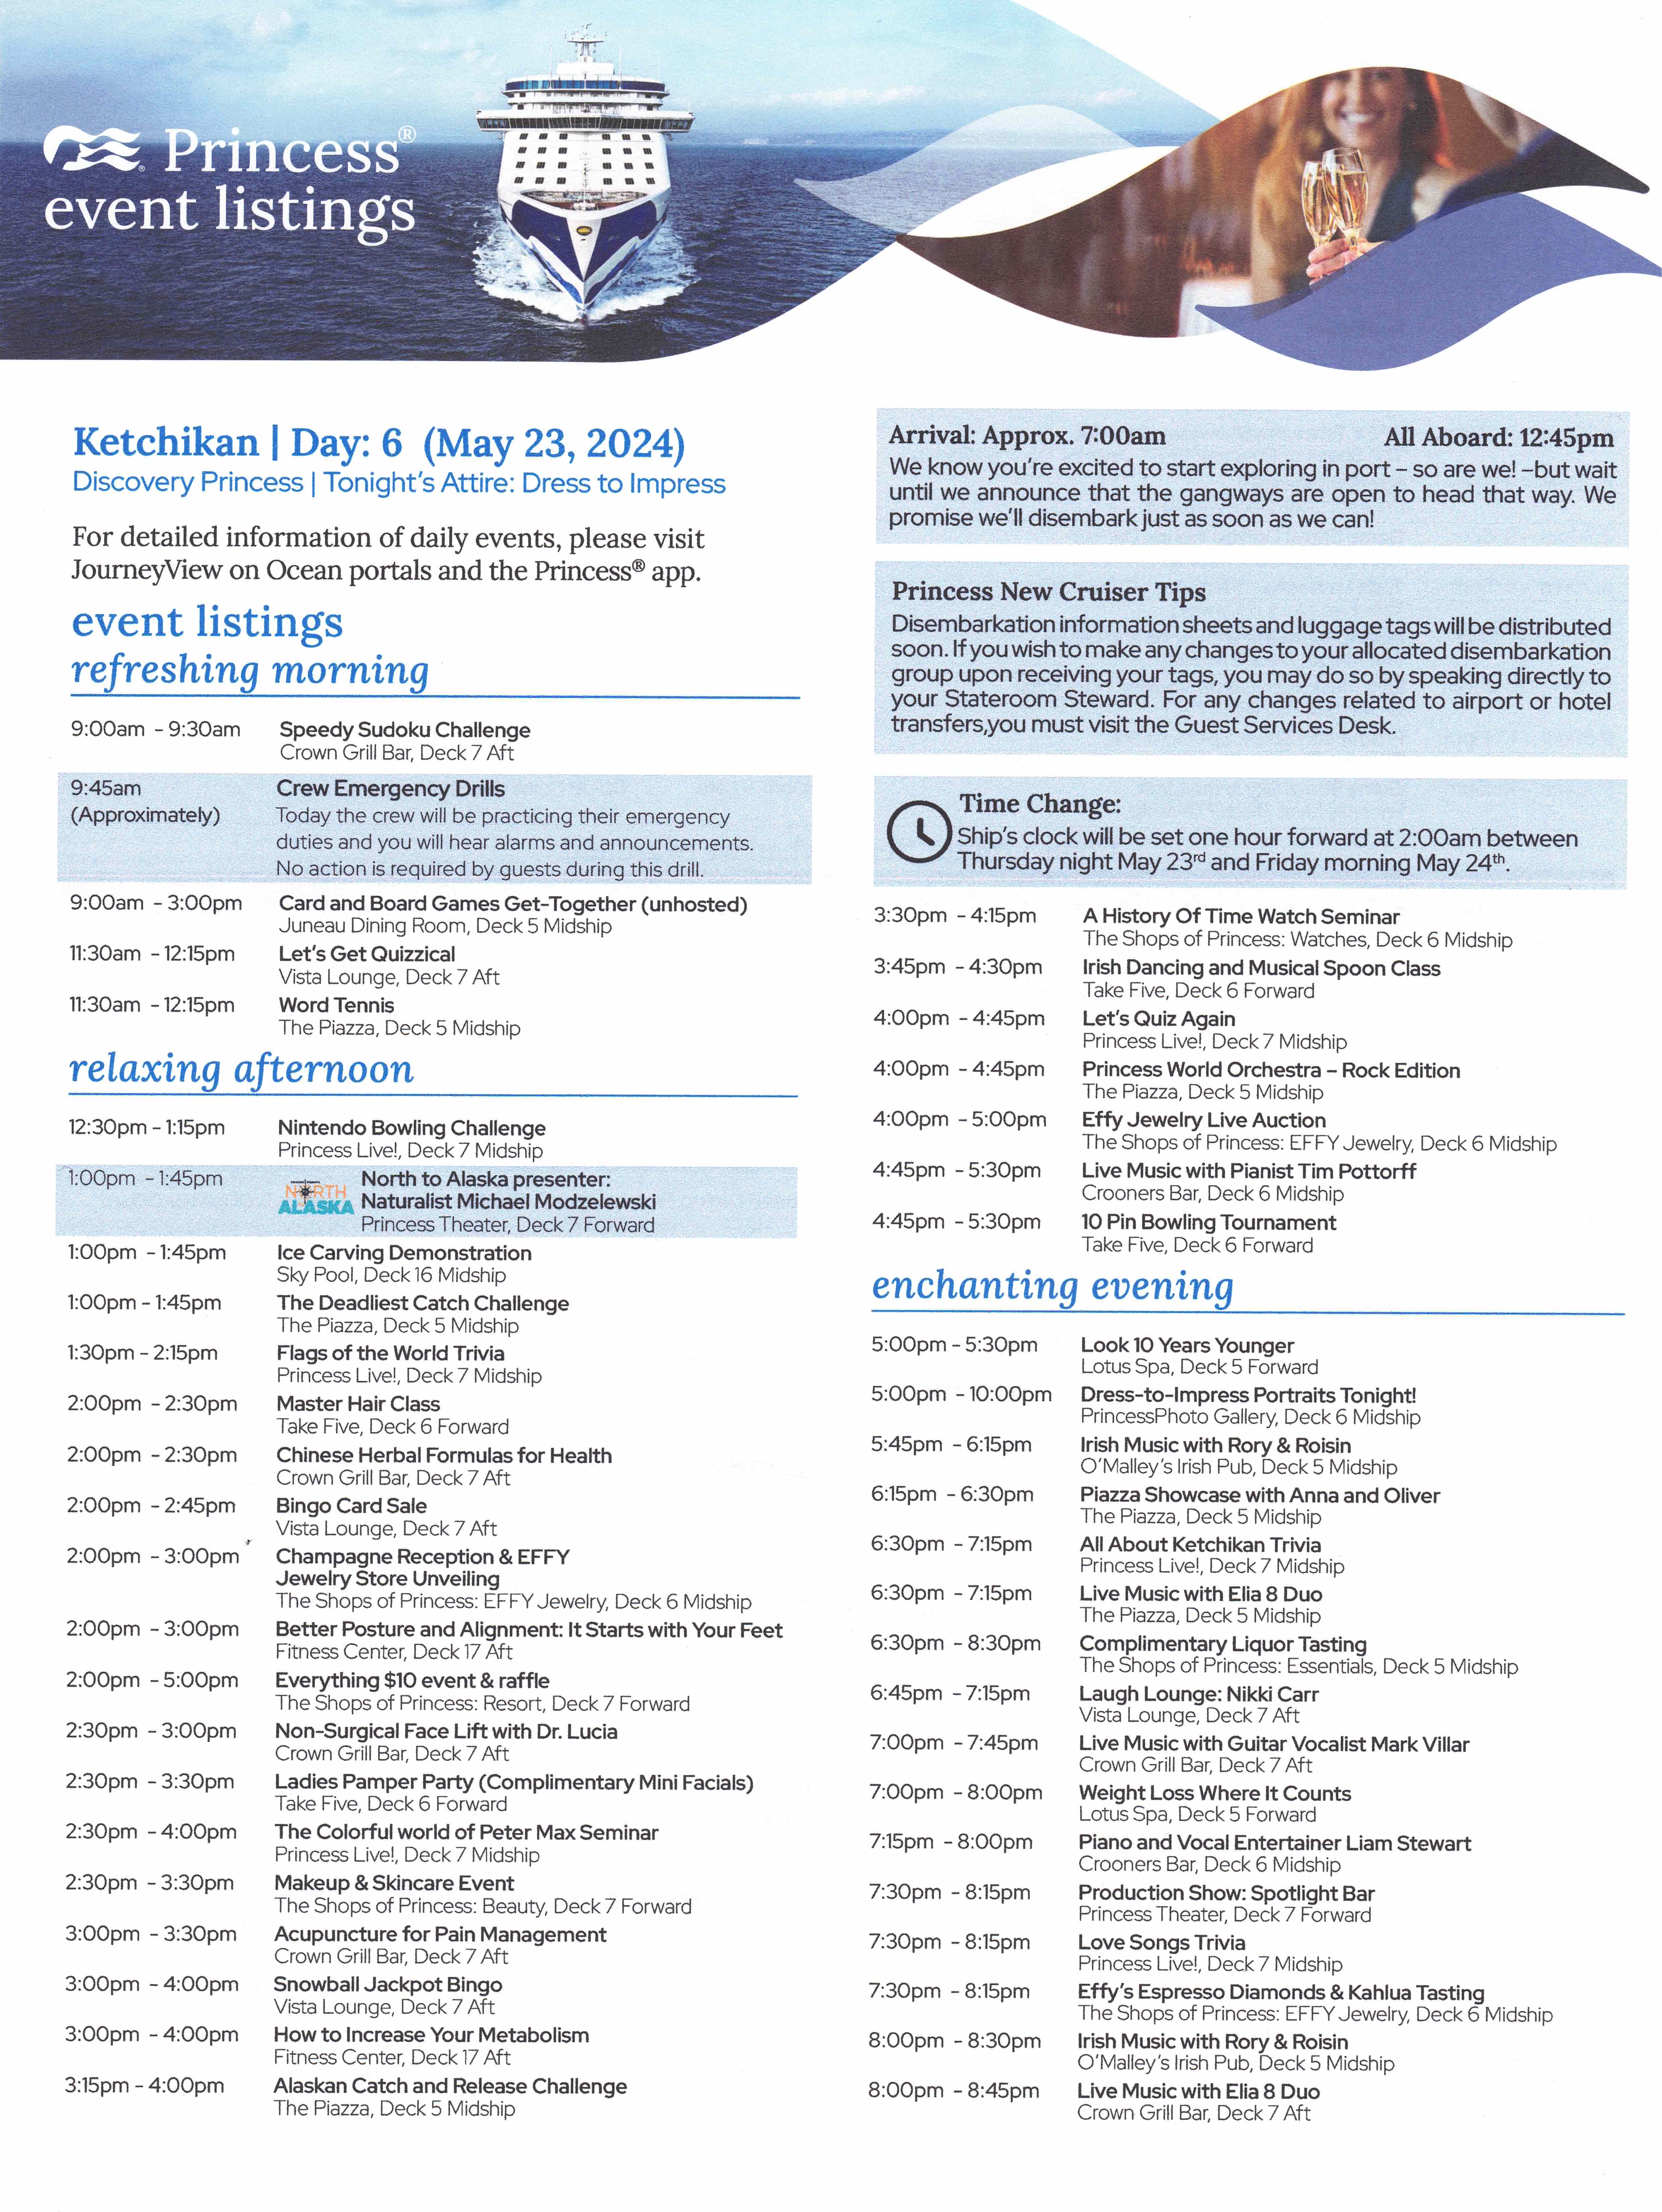 Princess®
event listings
Ketchikan | Day: 6 (May 23, 2024)
Discovery Princess | Tonight's Attire: Dress to Impress
For detailed information of daily events, please visit
JourneyView on Ocean portals and the Princess® app.
event listings
refreshing morning
9:00am - 9:30am Speedy Sudoku Challenge
Crown Grill Bar, Deck 7 Aft
9:45am Crew Emergency Drills
(Approximately) Today the crew will be practicing their emergency
duties and you will hear alarms and announcements.
No action is required by guests during this drill.
9:00am - 3:00pm Card and Board Games Get-Together (unhosted)
Juneau Dining Room, Deck 5 Midship
11:30am - 12:15pm Let's Get Quizzical
Vista Lounge, Deck 7 Aft
11:30am - 12:15pm Word Tennis
The Piazza, Deck 5 Midship
relaxing afternoon
12:30pm - 1:15pm Nintendo Bowling Challenge
Princess Live!, Deck 7 Midship
1:00pm - 1:45pm NORTH ALASKA North to Alaska presenter:
Naturalist Michael Modzelewski
Princess Theater, Deck 7 Forward
1:00pm - 1:45pm Ice Carving Demonstration
Sky Pool, Deck 16 Midship
1:00pm - 1:45pm The Deadliest Catch Challenge
The Piazza, Deck 5 Midship
1:30pm - 2:15pm Flags of the World Trivia
Princess Live!, Deck 7 Midship
2:00pm - 2:30pm Master Hair Class
Take Five, Deck 6 Forward
2:00pm - 2:30pm Chinese Herbal Formulas for Health
Crown Grill Bar, Deck 7 Aft
2:00pm - 2:45pm Bingo Card Sale
Vista Lounge, Deck 7 Aft
2:00pm - 3:00pm Champagne Reception & EFFY
Jewelry Store Unveiling
The Shops of Princess: EFFY Jewelry, Deck 6 Midship
2:00pm - 3:00pm Better Posture and Alignment: It Starts with Your Feet
Fitness Center, Deck 17 Aft
2:00pm - 5:00pm Everything $10 event & raffle
The Shops of Princess: Resort, Deck 7 Forward
2:30pm - 3:00pm Non-Surgical Face Lift with Dr. Lucia
Crown Grill Bar, Deck 7 Aft
2:30pm - 3:30pm Ladies Pamper Party (Complimentary Mini Facials)
Take Five, Deck 6 Forward
2:30pm - 4:00pm The Colorful world of Peter Max Seminar
Princess Live!, Deck 7 Midship
2:30pm - 3:30pm Makeup & Skincare Event
The Shops of Princess: Beauty, Deck 7 Forward
3:00pm - 3:30pm Acupuncture for Pain Management
Crown Grill Bar, Deck 7 Aft
3:00pm - 4:00pm Snowball Jackpot Bingo
Vista Lounge, Deck 7 Aft
3:00pm - 4:00pm How to Increase Your Metabolism
Fitness Center, Deck 17 Aft
3:15pm - 4:00pm Alaskan Catch and Release Challenge
The Piazza, Deck 5 Midship
Arrival: Approx. 7:00am All Aboard: 12:45pm
We know you're excited to start exploring in port – so are we! –but wait
until we announce that the gangways are open to head that way. We
promise we'll disembark just as soon as we can!
Princess New Cruiser Tips
Disembarkation information sheets and luggage tags will be distributed
soon. If you wish to make any changes to your allocated disembarkation
group upon receiving your tags, you may do so by speaking directly to
your Stateroom Steward. For any changes related to airport or hotel
transfers,you must visit the Guest Services Desk.
Time Change:
Ship's clock will be set one hour forward at 2:00am between
Thursday night May 23rd and Friday morning May 24th.
3:30pm - 4:15pm A History Of Time Watch Seminar
The Shops of Princess: Watches, Deck 6 Midship
3:45pm - 4:30pm Irish Dancing and Musical Spoon Class
Take Five, Deck 6 Forward
4:00pm - 4:45pm Let's Quiz Again
Princess Live!, Deck 7 Midship
4:00pm - 4:45pm Princess World Orchestra – Rock Edition
The Piazza, Deck 5 Midship
4:00pm - 5:00pm Effy Jewelry Live Auction
The Shops of Princess: EFFY Jewelry, Deck 6 Midship
4:45pm - 5:30pm Live Music with Pianist Tim Pottorff
Crooners Bar, Deck 6 Midship
4:45pm - 5:30pm 10 Pin Bowling Tournament
Take Five, Deck 6 Forward
enchanting evening
5:00pm - 5:30pm Look 10 Years Younger
Lotus Spa, Deck 5 Forward
5:00pm - 10:00pm Dress-to-Impress Portraits Tonight!
PrincessPhoto Gallery, Deck 6 Midship
5:45pm - 6:15pm Irish Music with Rory & Roisin
O'Malley's Irish Pub, Deck 5 Midship
6:15pm - 6:30pm Piazza Showcase with Anna and Oliver
The Piazza, Deck 5 Midship
6:30pm - 7:15pm All About Ketchikan Trivia
Princess Live!, Deck 7 Midship
6:30pm - 7:15pm Live Music with Elia 8 Duo
The Piazza, Deck 5 Midship
6:30pm - 8:30pm Complimentary Liquor Tasting
The Shops of Princess: Essentials, Deck 5 Midship
6:45pm - 7:15pm Laugh Lounge: Nikki Carr
Vista Lounge, Deck 7 Aft
7:00pm - 7:45pm Live Music with Guitar Vocalist Mark Villar
Crown Grill Bar, Deck 7 Aft
7:00pm - 8:00pm Weight Loss Where It Counts
Lotus Spa, Deck 5 Forward
7:15pm - 8:00pm Piano and Vocal Entertainer Liam Stewart
Crooners Bar, Deck 6 Midship
7:30pm - 8:15pm Production Show: Spotlight Bar
Princess Theater, Deck 7 Forward
7:30pm - 8:15pm Love Songs Trivia
Princess Live!, Deck 7 Midship
7:30pm - 8:15pm Effy's Espresso Diamonds & Kahlua Tasting
The Shops of Princess: EFFY Jewelry, Deck 6 Midship
8:00pm - 8:30pm Irish Music with Rory & Roisin
O'Malley's Irish Pub, Deck 5 Midship
8:00pm - 8:45pm Live Music with Elia 8 Duo
Crown Grill Bar, Deck 7 Aft